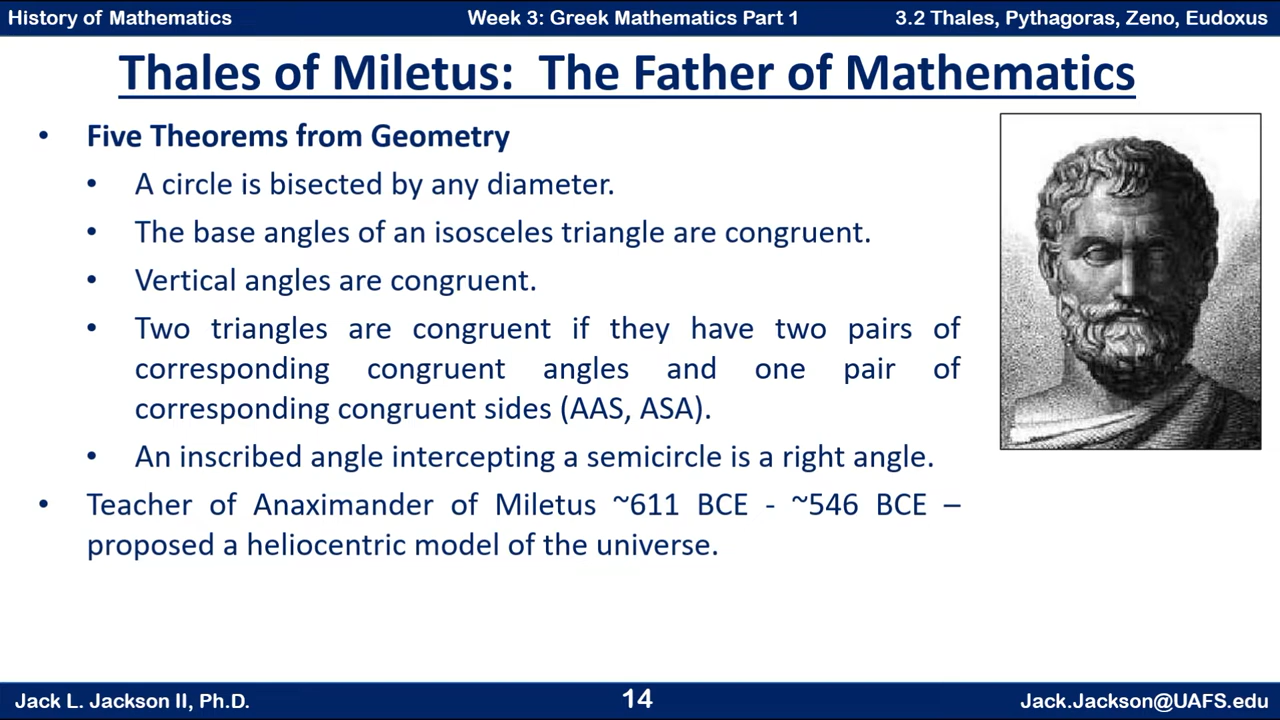 History of Mathematics
Week 3: Greek Mathematics Part 1
3.2 Thales, Pythagoras, Zeno, Eudoxus
Thales of Miletus: The Father of Mathematics
• Five Theorems from Geometry
• A circle is bisected by any diameter.
• The base angles of an isosceles triangle are congruent.
• Vertical angles are congruent.
• Two triangles are congruent if they have two pairs of
corresponding congruent angles and one pair of
corresponding congruent sides (AAS, ASA).
• An inscribed angle intercepting a semicircle is a right angle.
• Teacher of Anaximander of Miletus ~611 BCE - ~546 BCE –
proposed a heliocentric model of the universe.
Jack L. Jackson II, Ph.D.
14
Jack.Jackson@UAFS.edu